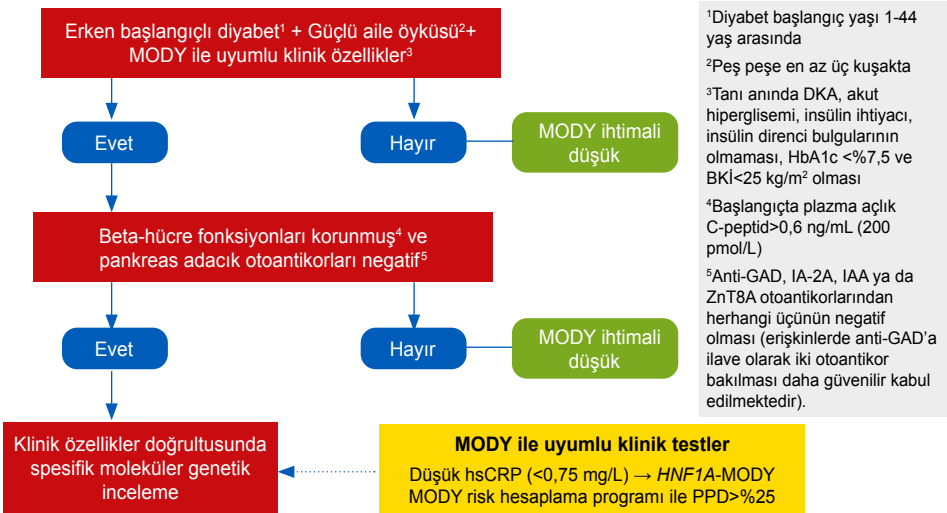 Erken başlangıçlı diyabet¹ + Güçlü aile öyküsü²+
MODY ile uyumlu klinik özellikler³
Evet
Hayır
MODY ihtimali
düşük
Beta-hücre fonksiyonları korunmuş⁴ ve
pankreas adacık otoantikorları negatif⁵
Evet
Hayır
MODY ihtimali
düşük
Klinik özellikler doğrultusunda
spesifik moleküler genetik
inceleme
MODY ile uyumlu klinik testler
Düşük hsCRP (<0,75 mg/L) → HNF1A-MODY
MODY risk hesaplama programı ile PPD>%25
¹Diyabet başlangıç yaşı 1-44
yaş arasında
²Peş peşe en az üç kuşakta
³Tanı anında DKA, akut
hiperglisemi, insülin ihtiyacı,
insülin direnci bulgularının
olmaması, HbA1c <%7,5 ve
BKİ<25 kg/m² olması
⁴Başlangıçta plazma açlık
C-peptid>0,6 ng/mL (200
pmol/L)
⁵Anti-GAD, IA-2A, IAA ya da
ZnT8A otoantikorlarından
herhangi üçünün negatif
olması (erişkinlerde anti-GAD’a
ilave olarak iki otoantikor
bakılması daha güvenilir kabul
edilmektedir).